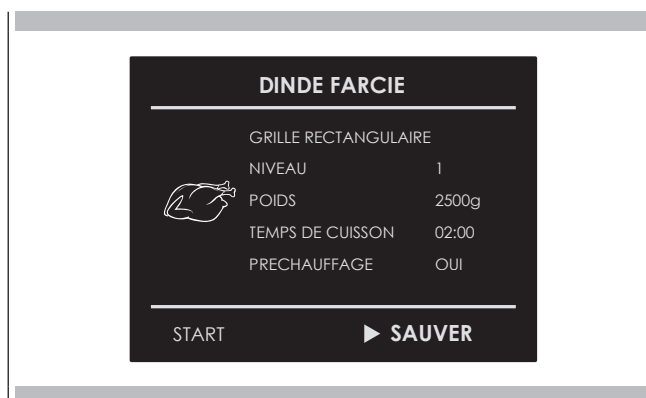 DINDE FARCIE
GRILLE RECTANGULAIRE
NIVEAU 1
POIDS 2500g
TEMPS DE CUISSON 02:00
PRECHAUFFAGE OUI
START ▶ SAUVER